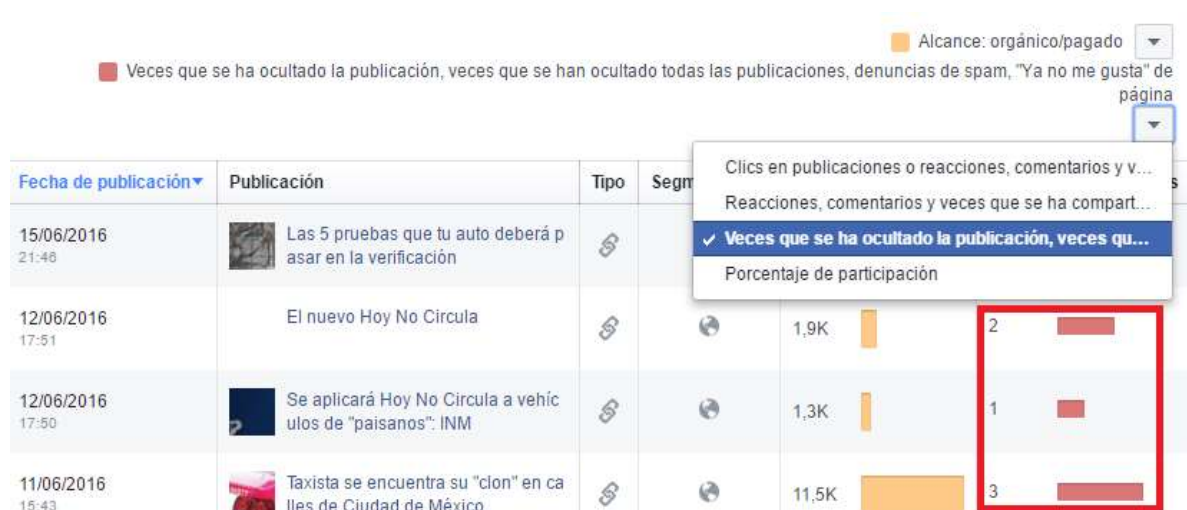 Alcance: orgánico/pagado
Veces que se ha ocultado la publicación, veces que se han ocultado todas las publicaciones, denuncias de spam, "Ya no me gusta" de
página
Clics en publicaciones o reacciones, comentarios y v...
Reacciones, comentarios y veces que se ha compart...
✓ Veces que se ha ocultado la publicación, veces qu...
Porcentaje de participación
Fecha de publicación▾ Publicación Tipo Segm
15/06/2016 Las 5 pruebas que tu auto deberá p
21:46 asar en la verificación
12/06/2016 El nuevo Hoy No Circula 1,9K 2
17:51
12/06/2016 Se aplicará Hoy No Circula a vehíc 1,3K 1
17:50 ulos de "paisanos": INM
11/06/2016 Taxista se encuentra su "clon" en ca 11,5K 3
15:43 lles de Ciudad de México